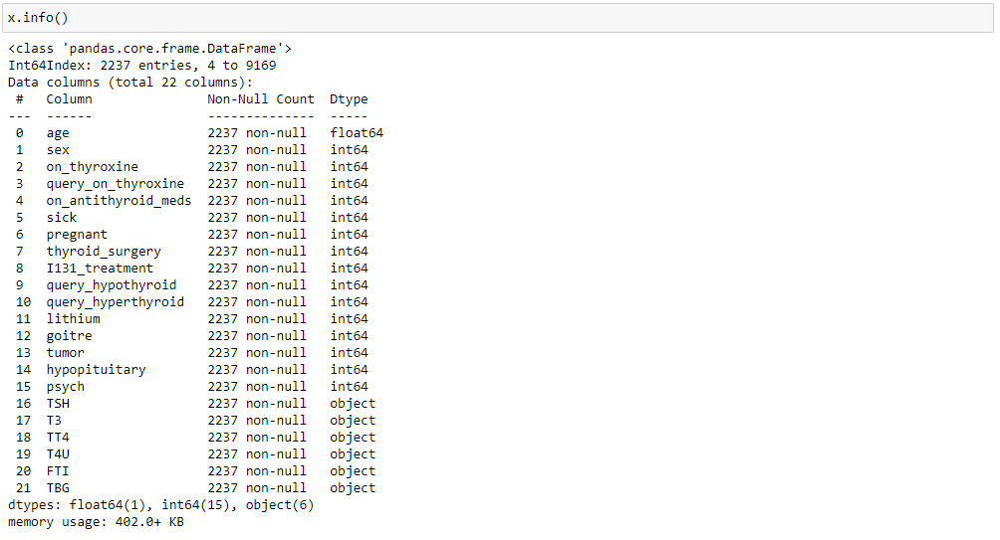 x.info()
<class 'pandas.core.frame.DataFrame'>
Int64Index: 2237 entries, 4 to 9169
Data columns (total 22 columns):
 #   Column               Non-Null Count  Dtype
---  ------               --------------  -----
 0   age                  2237 non-null   float64
 1   sex                  2237 non-null   int64
 2   on_thyroxine         2237 non-null   int64
 3   query_on_thyroxine   2237 non-null   int64
 4   on_antithyroid_meds  2237 non-null   int64
 5   sick                 2237 non-null   int64
 6   pregnant             2237 non-null   int64
 7   thyroid_surgery      2237 non-null   int64
 8   I131_treatment       2237 non-null   int64
 9   query_hypothyroid    2237 non-null   int64
 10  query_hyperthyroid   2237 non-null   int64
 11  lithium              2237 non-null   int64
 12  goitre               2237 non-null   int64
 13  tumor                2237 non-null   int64
 14  hypopituitary        2237 non-null   int64
 15  psych                2237 non-null   int64
 16  TSH                  2237 non-null   object
 17  T3                   2237 non-null   object
 18  TT4                  2237 non-null   object
 19  T4U                  2237 non-null   object
 20  FTI                  2237 non-null   object
 21  TBG                  2237 non-null   object
dtypes: float64(1), int64(15), object(6)
memory usage: 402.0+ KB